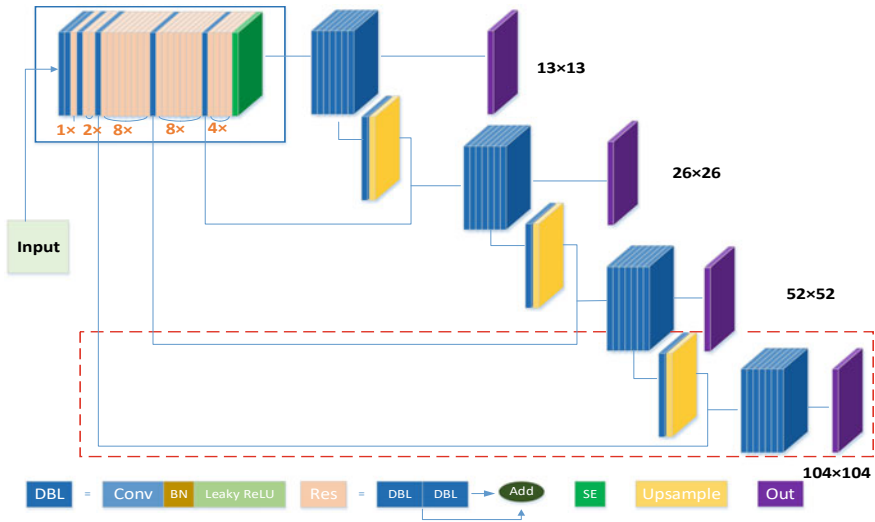 1× 2× 8× 8× 4×
13×13
26×26
Input
52×52
104×104
DBL = Conv BN Leaky ReLU Res = DBL DBL Add SE Upsample Out